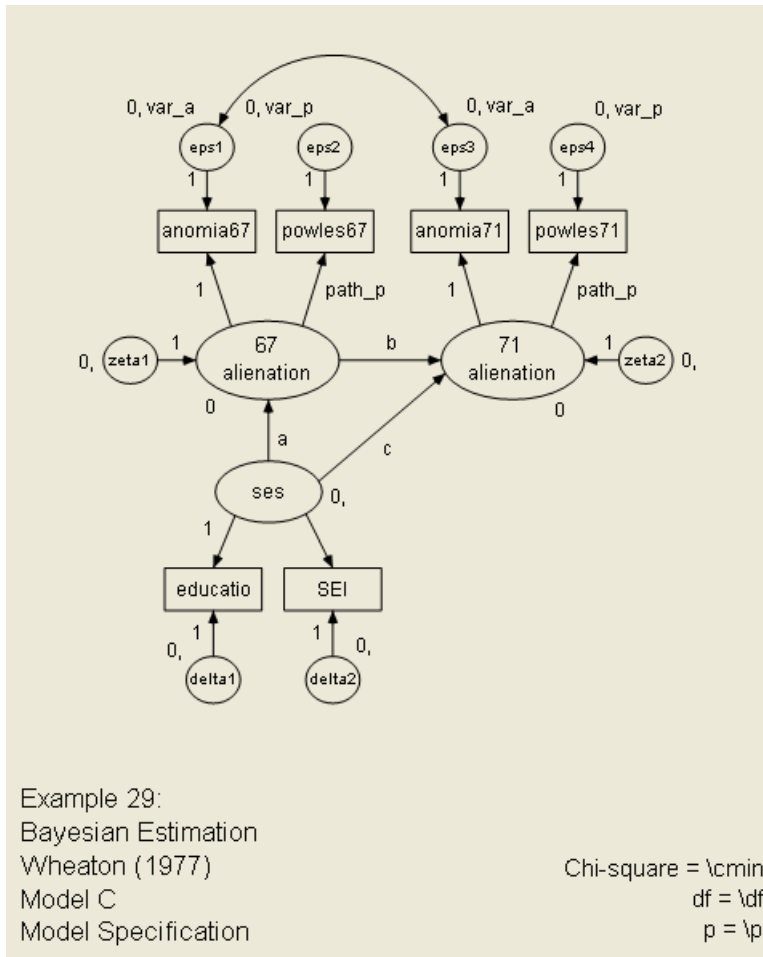 0, var_a
0, var_p
0, var_a
0, var_p
eps1
eps2
eps3
eps4
1
1
1
1
anomia67
powles67
anomia71
powles71
1
path_p
1
path_p
0,
zeta1
1
67
alienation
b
71
alienation
1
zeta2
0,
0
0
a
c
ses
0,
1
educatio
SEI
1
1
0,
0,
delta1
delta2
Example 29:
Bayesian Estimation
Wheaton (1977)
Model C
Model Specification
Chi-square = \cmin
df = \df
p = \p